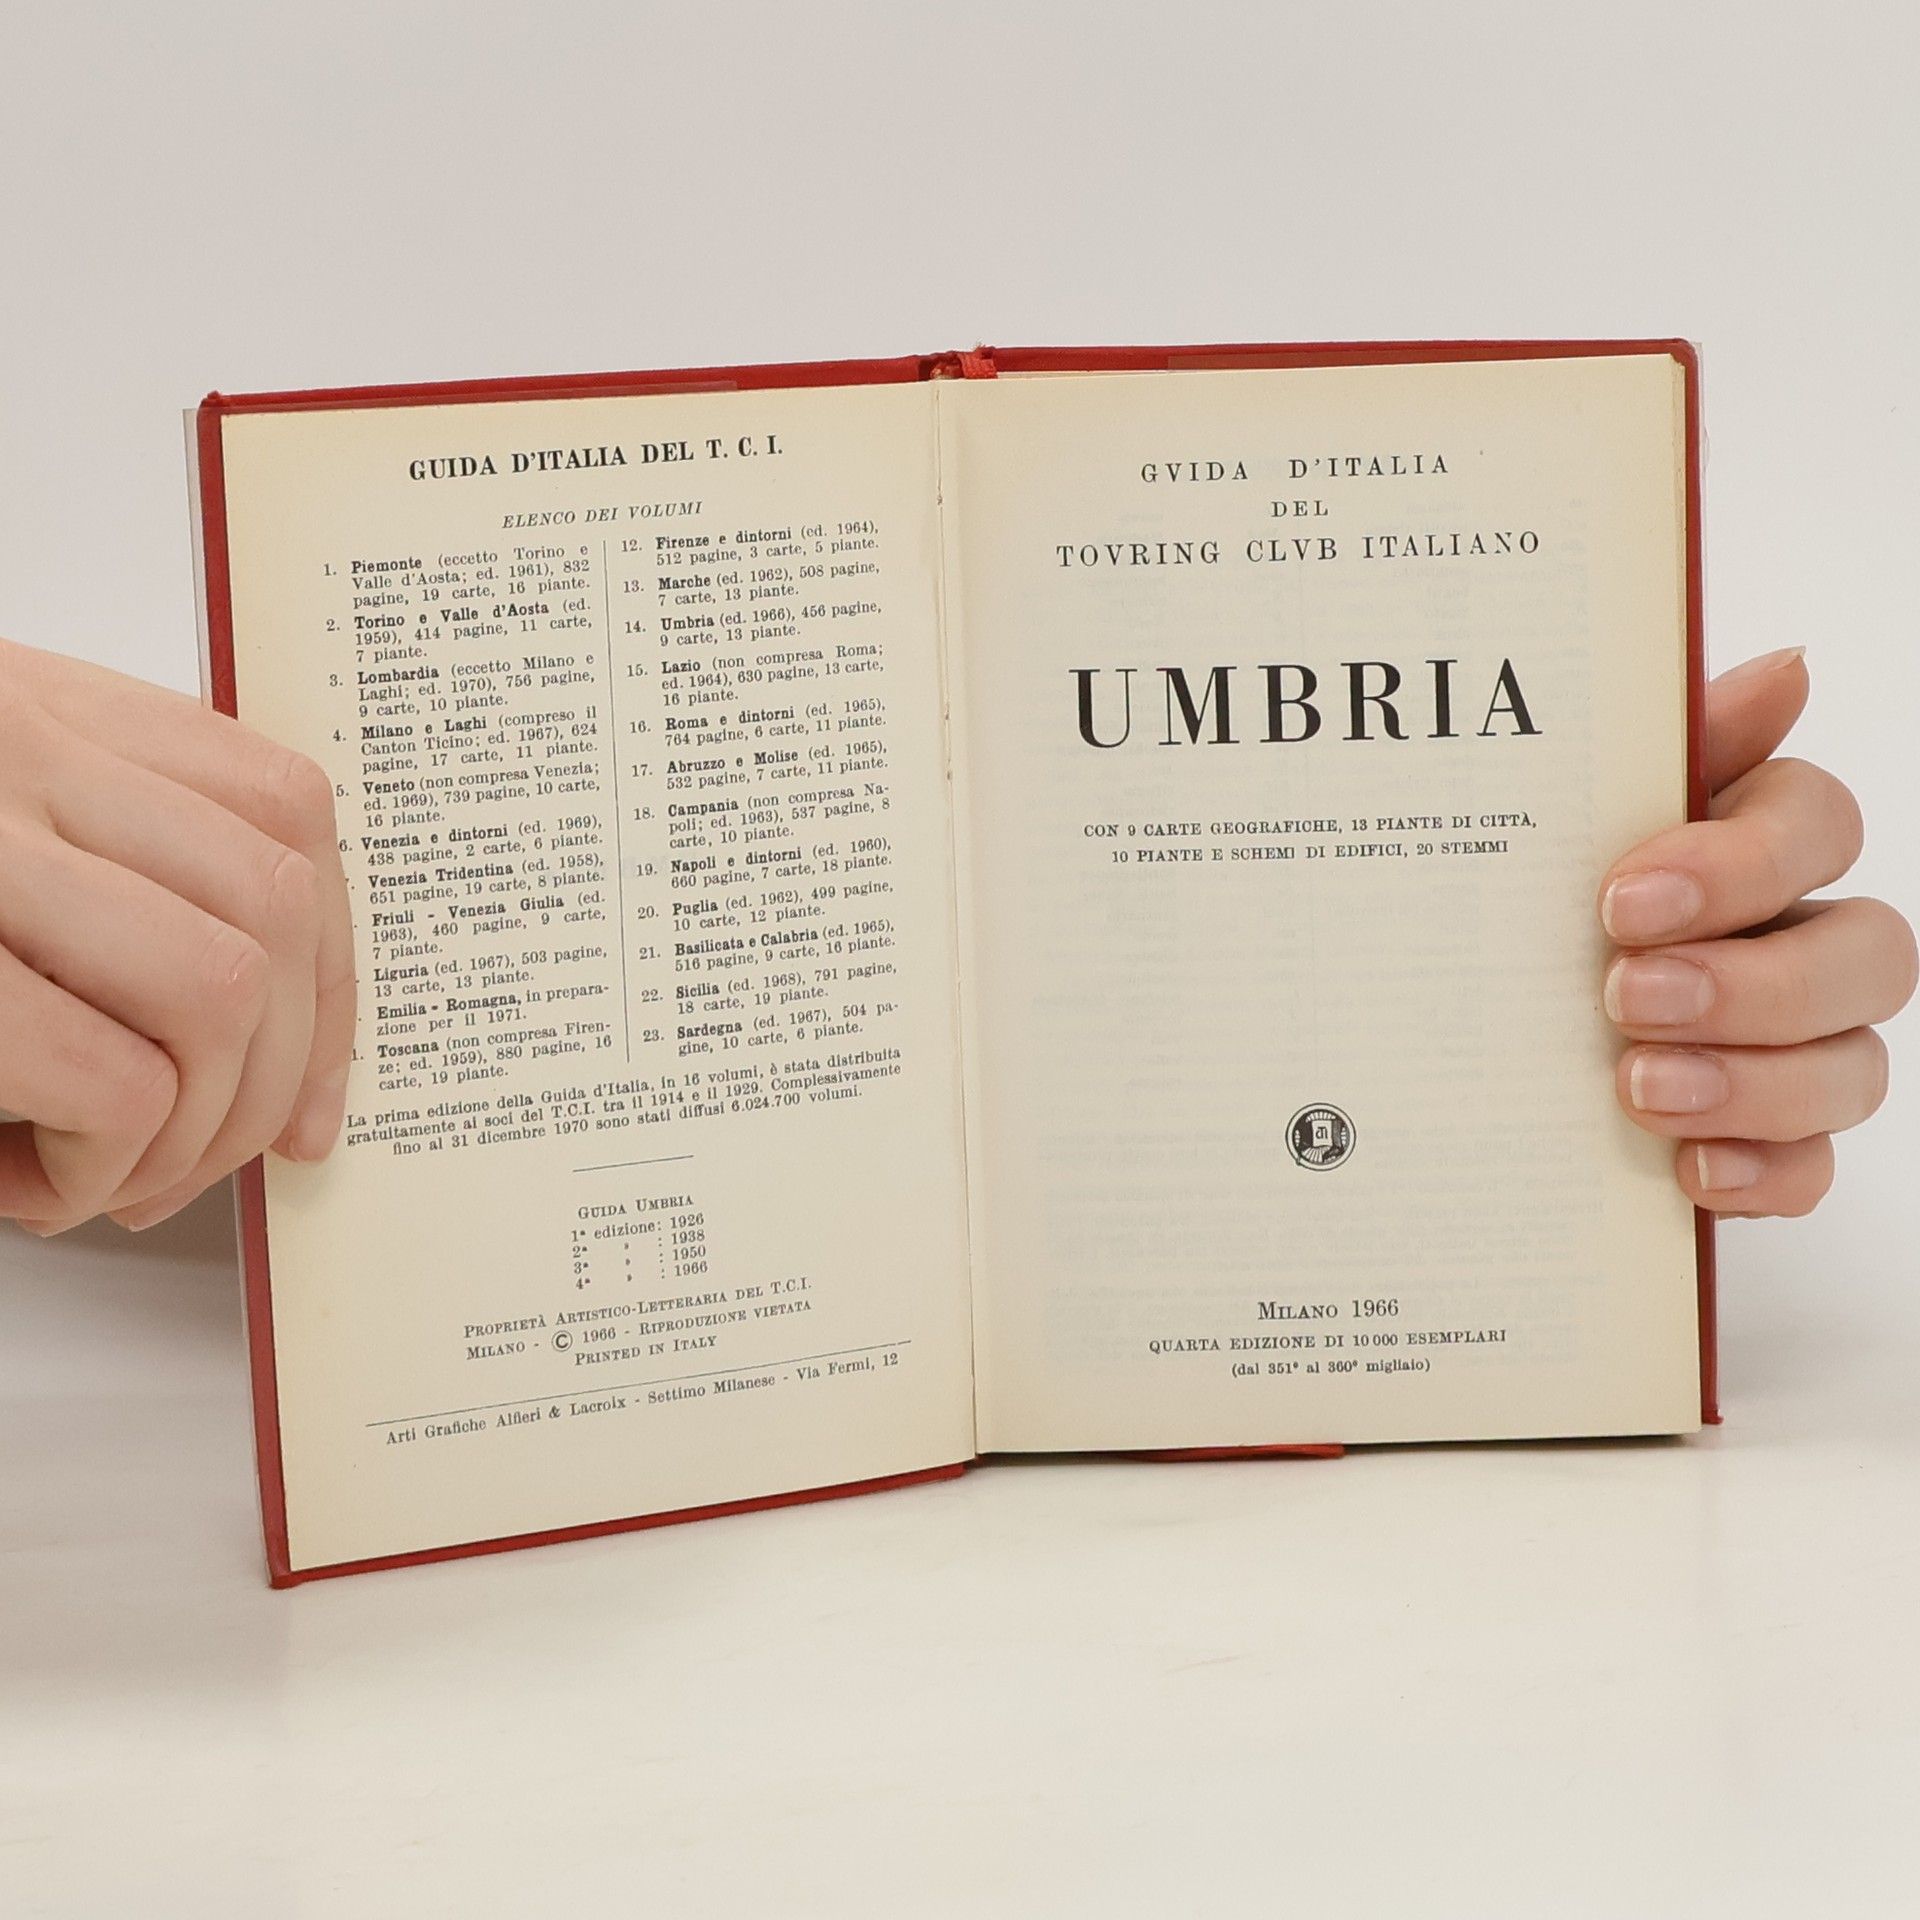 GUIDA D'ITALIA DEL T. C. I.
ELENCO DEI VOLUMI
1. Piemonte (eccetto Torino e
Valle d'Aosta; ed. 1961), 832
pagine, 19 carte, 16 piante.
2. Torino e Valle d'Aosta (ed.
1959), 414 pagine, 11 carte,
7 piante.
3. Lombardia (eccetto Milano e
Laghi; ed. 1970), 756 pagine,
9 carte, 10 piante.
4. Milano e Laghi (compreso il
Canton Ticino; ed. 1967), 624
pagine, 17 carte, 11 piante.
5. Veneto (non compresa Venezia;
ed. 1969), 739 pagine, 10 carte,
16 piante.
6. Venezia e dintorni (ed. 1969),
438 pagine, 2 carte, 6 piante.
Venezia Tridentina (ed. 1958),
651 pagine, 19 carte, 8 piante.
Friuli - Venezia Giulia (ed.
1963), 460 pagine, 9 carte,
7 piante.
Liguria (ed. 1967), 503 pagine,
13 carte, 13 piante.
Emilia - Romagna, in prepara-
zione per il 1971.
1. Toscana (non compresa Firen-
ze; ed. 1959), 880 pagine, 16
carte, 19 piante.
12. Firenze e dintorni (ed. 1964),
512 pagine, 3 carte, 5 piante.
13. Marche (ed. 1962), 508 pagine,
7 carte, 13 piante.
14. Umbria (ed. 1966), 456 pagine,
9 carte, 13 piante.
15. Lazio (non compresa Roma;
ed. 1964), 630 pagine, 13 carte,
16 piante.
16. Roma e dintorni (ed. 1965),
764 pagine, 6 carte, 11 piante.
17. Abruzzo e Molise (ed. 1965),
532 pagine, 7 carte, 11 piante.
18. Campania (non compresa Na-
poli; ed. 1963), 537 pagine, 8
carte, 10 piante.
19. Napoli e dintorni (ed. 1960),
660 pagine, 7 carte, 18 piante.
20. Puglia (ed. 1962), 499 pagine,
10 carte, 12 piante.
21. Basilicata e Calabria (ed. 1965),
516 pagine, 9 carte, 16 piante.
22. Sicilia (ed. 1968), 791 pagine,
18 carte, 19 piante.
23. Sardegna (ed. 1967), 504 pa-
gine, 10 carte, 6 piante.
La prima edizione della Guida d'Italia, in 16 volumi, è stata distribuita
gratuitamente ai soci del T.C.I. tra il 1914 e il 1929. Complessivamente
fino al 31 dicembre 1970 sono stati diffusi 6.024.700 volumi.
GUIDA UMBRIA
1ª edizione: 1926
2ª » : 1938
3ª » : 1950
4ª » : 1966
PROPRIETÀ ARTISTICO-LETTERARIA DEL T.C.I.
MILANO - © 1966 - RIPRODUZIONE VIETATA
PRINTED IN ITALY
Arti Grafiche Alfieri & Lacroix - Settimo Milanese - Via Fermi, 12
GVIDA D'ITALIA
DEL
TOVRING CLVB ITALIANO
UMBRIA
CON 9 CARTE GEOGRAFICHE, 13 PIANTE DI CITTÀ,
10 PIANTE E SCHEMI DI EDIFICI, 20 STEMMI
MILANO 1966
QUARTA EDIZIONE DI 10 000 ESEMPLARI
(dal 351° al 360° migliaio)